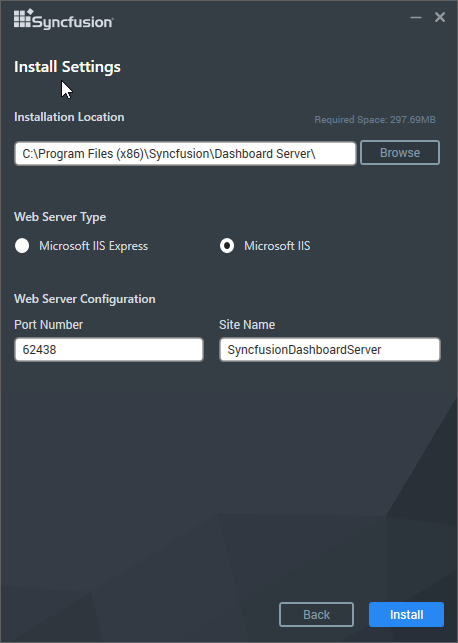 Syncfusion
Install Settings
Installation Location
Required Space: 297.69MB
C:\Program Files (x86)\Syncfusion\Dashboard Server\
Browse
Web Server Type
Microsoft IIS Express
Microsoft IIS
Web Server Configuration
Port Number
Site Name
62438
SyncfusionDashboardServer
Back
Install